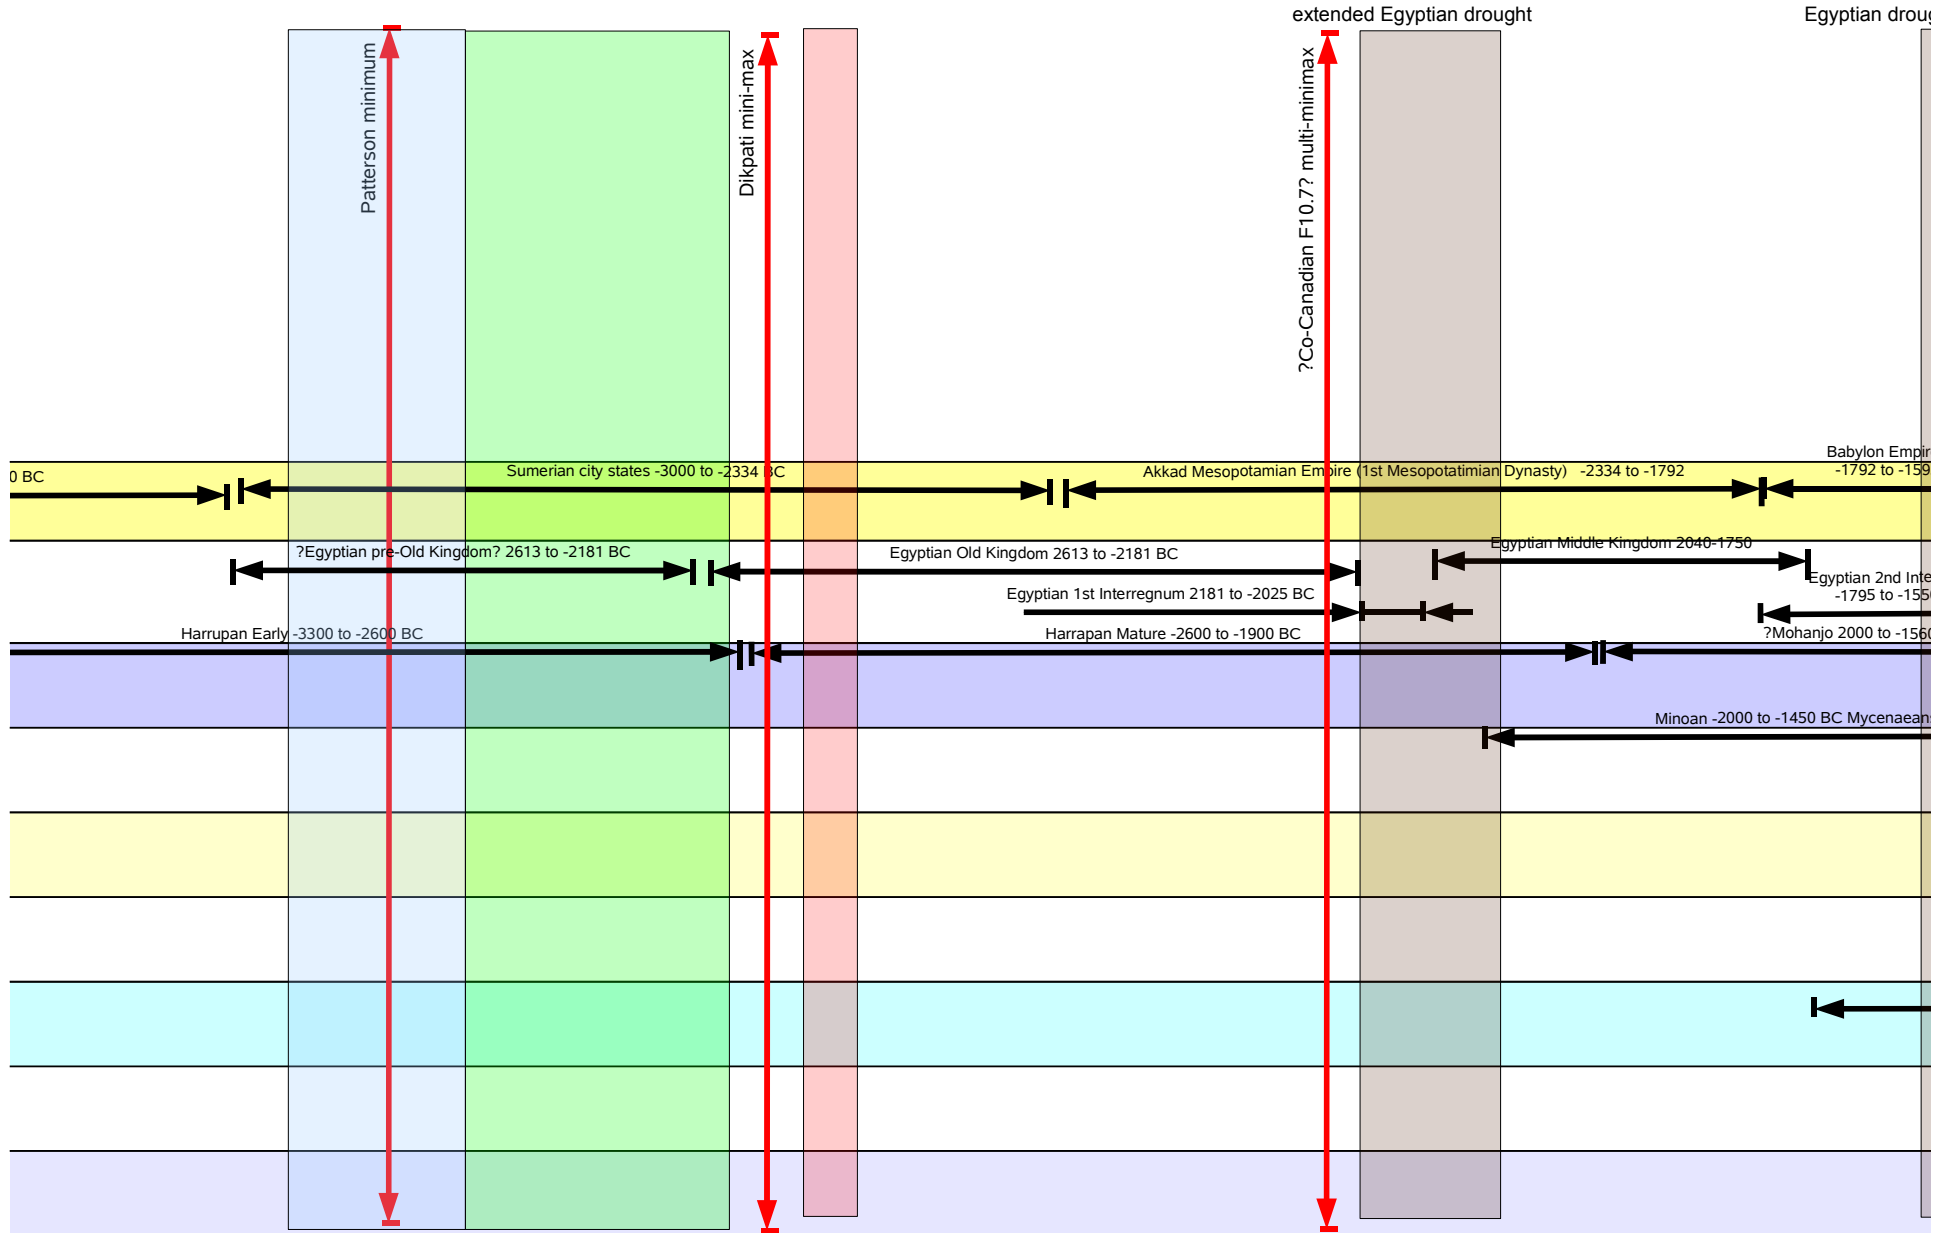 extended Egyptian drought
Egyptian droug
Patterson minimum
Dikpati mini-max
?Co-Canadian F10.7? multi-minimax
0 BC
Sumerian city states -3000 to -2334 BC
Akkad Mesopotamian Empire (1st Mesopotatimian Dynasty) -2334 to -1792
Babylon Empir
-1792 to -159
?Egyptian pre-Old Kingdom? 2613 to -2181 BC
Egyptian Old Kingdom 2613 to -2181 BC
Egyptian Middle Kingdom 2040-1750
Egyptian 1st Interregnum 2181 to -2025 BC
Egyptian 2nd Inte
-1795 to -155
Harrupan Early -3300 to -2600 BC
Harrapan Mature -2600 to -1900 BC
?Mohanjo 2000 to -1560
Minoan -2000 to -1450 BC Mycenaean